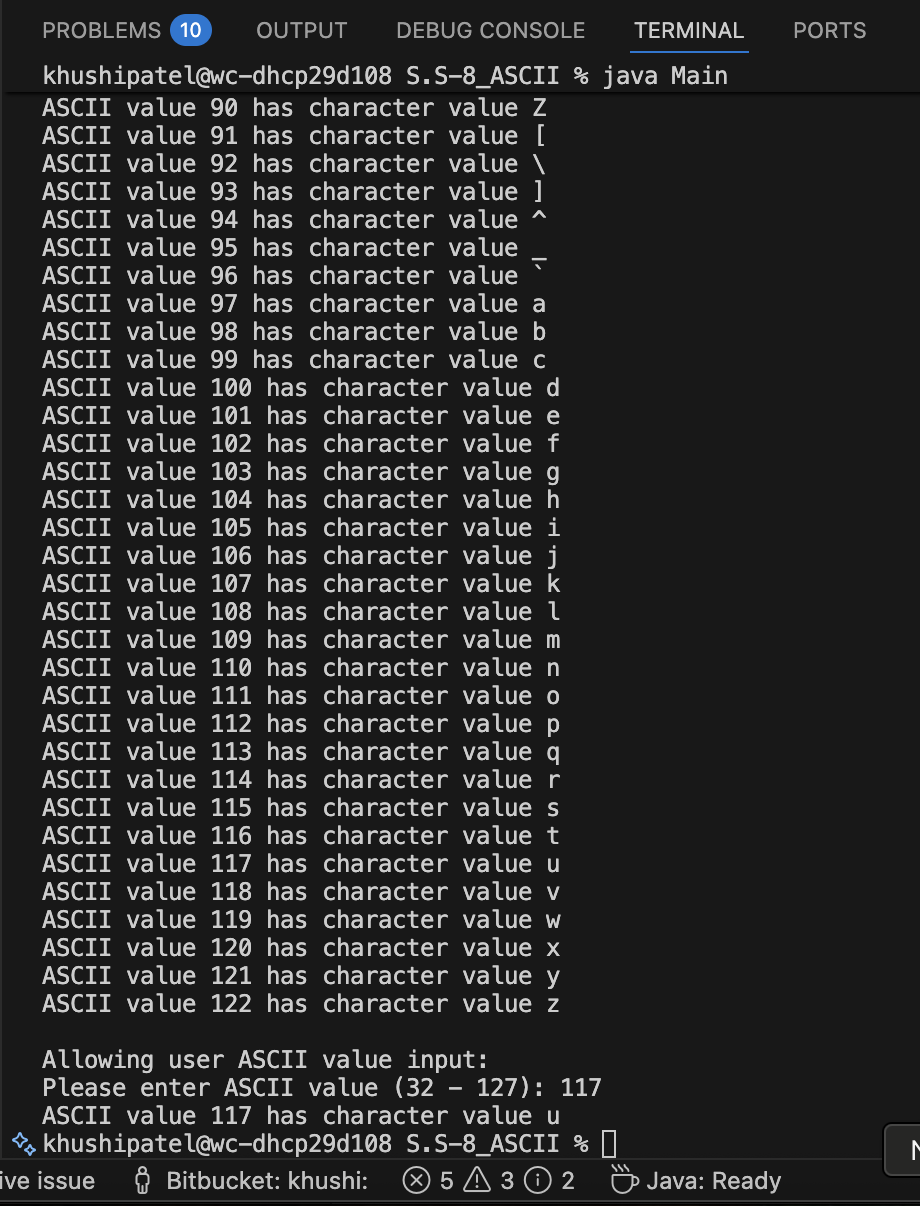 PROBLEMS 10 OUTPUT DEBUG CONSOLE TERMINAL PORTS
khushipatel@wc-dhcp29d108 S.S-8_ASCII % java Main
ASCII value 90 has character value Z
ASCII value 91 has character value [
ASCII value 92 has character value \
ASCII value 93 has character value ]
ASCII value 94 has character value ^
ASCII value 95 has character value _
ASCII value 96 has character value `
ASCII value 97 has character value a
ASCII value 98 has character value b
ASCII value 99 has character value c
ASCII value 100 has character value d
ASCII value 101 has character value e
ASCII value 102 has character value f
ASCII value 103 has character value g
ASCII value 104 has character value h
ASCII value 105 has character value i
ASCII value 106 has character value j
ASCII value 107 has character value k
ASCII value 108 has character value l
ASCII value 109 has character value m
ASCII value 110 has character value n
ASCII value 111 has character value o
ASCII value 112 has character value p
ASCII value 113 has character value q
ASCII value 114 has character value r
ASCII value 115 has character value s
ASCII value 116 has character value t
ASCII value 117 has character value u
ASCII value 118 has character value v
ASCII value 119 has character value w
ASCII value 120 has character value x
ASCII value 121 has character value y
ASCII value 122 has character value z
Allowing user ASCII value input:
Please enter ASCII value (32 - 127): 117
ASCII value 117 has character value u
khushipatel@wc-dhcp29d108 S.S-8_ASCII %
ive issue Bitbucket: khushi: 5 3 2 Java: Ready